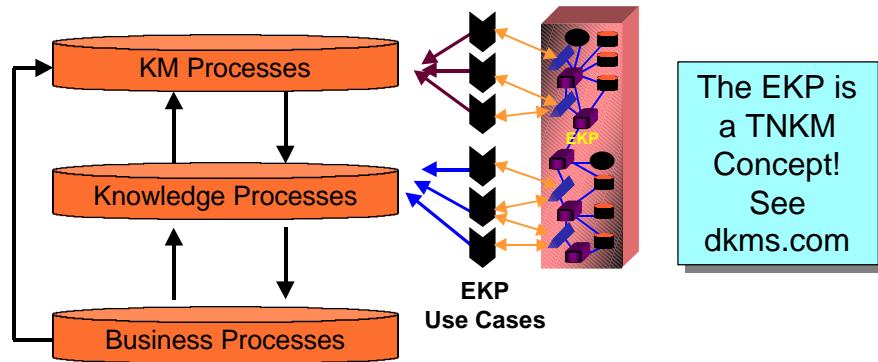 KM Processes
Knowledge Processes
Business Processes
EKP
Use Cases
EKP
The EKP is
a TNKM
Concept!
See
dkms.com